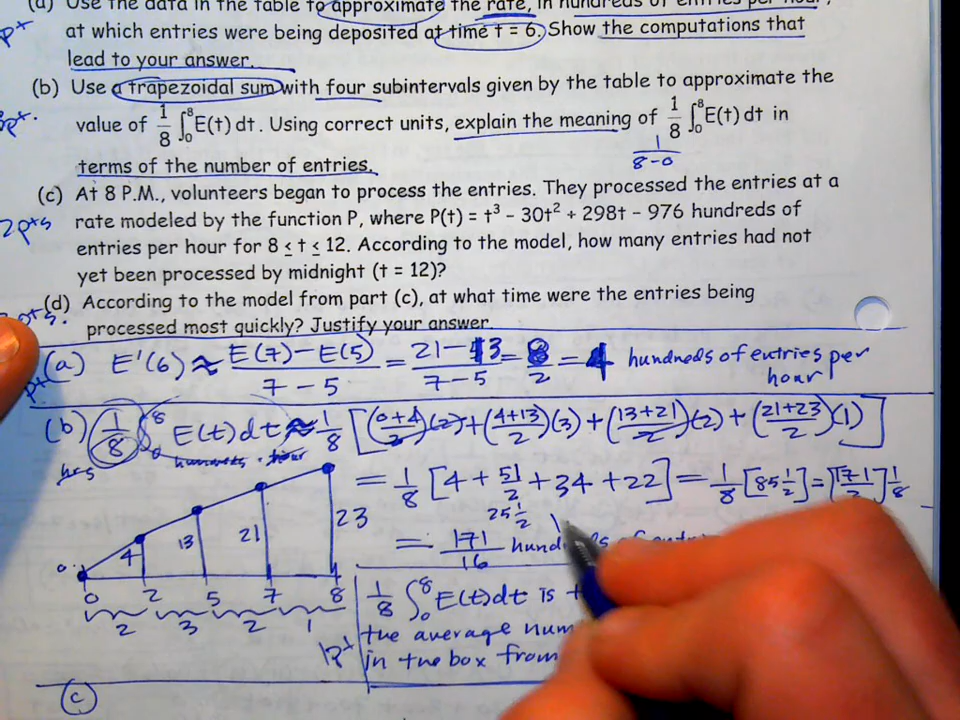 (a) Use the data in the table to approximate the rate, in hundreds of entries per hour,
at which entries were being deposited at time t = 6. Show the computations that
lead to your answer.
(b) Use a trapezoidal sum with four subintervals given by the table to approximate the
value of 1/8 ∫₀⁸ E(t) dt. Using correct units, explain the meaning of 1/8 ∫₀⁸ E(t) dt in
1/(8-0)
terms of the number of entries.
(c) At 8 P.M., volunteers began to process the entries. They processed the entries at a
2pts rate modeled by the function P, where P(t) = t³ – 30t² + 298t – 976 hundreds of
entries per hour for 8 ≤ t ≤ 12. According to the model, how many entries had not
yet been processed by midnight (t = 12)?
(d) According to the model from part (c), at what time were the entries being
processed most quickly? Justify your answer.
(a) E'(6) ≈ (E(7) – E(5))/(7 – 5) = (21 – 13)/(7 – 5) = 8/2 = 4 hundreds of entries per
hour
(b) 1/8 ∫₀⁸ E(t)dt ≈ 1/8 [(0+4)/2 (2) + (4+13)/2 (3) + (13+21)/2 (2) + (21+23)/2 (1)]
hrs hundreds · hour
= 1/8 [4 + 51/2 + 34 + 22] = 1/8 [85 1/2] = [171/2] 1/8
25 1/2
= 171/16
0 4 13 21 23
0 2 5 7 8
2 3 2 1
1/8 ∫₀⁸ E(t)dt is
the average num
1pt in the box from
(c)